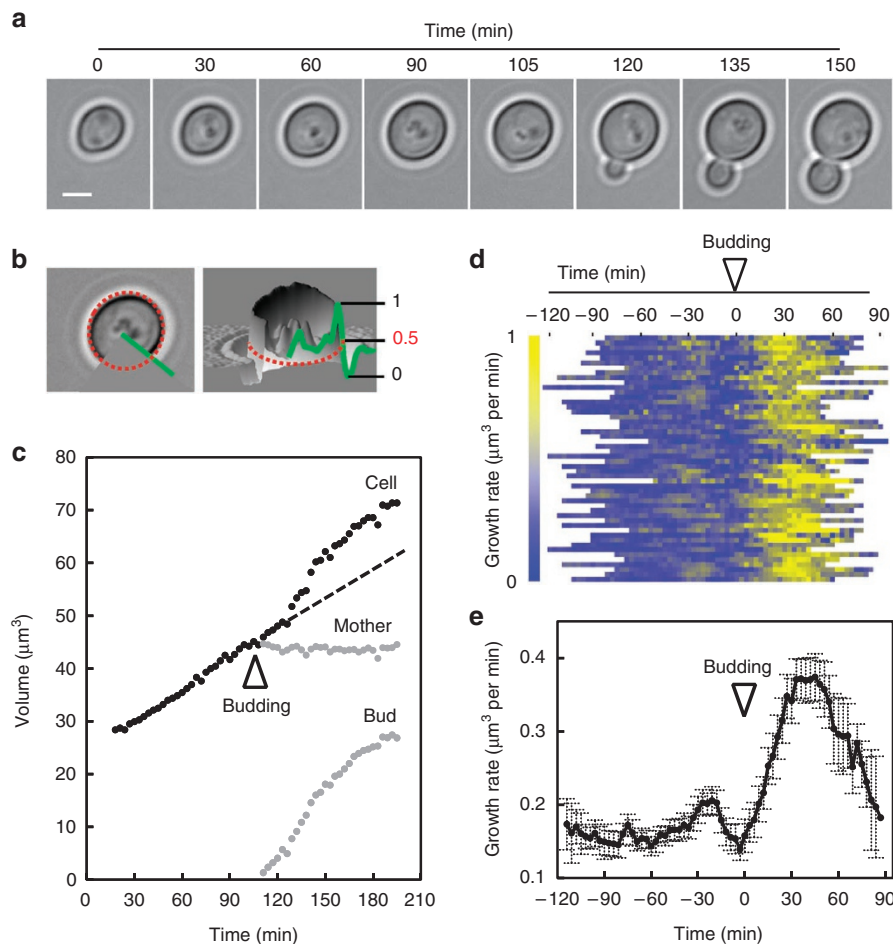 a
Time (min)
0 30 60 90 105 120 135 150
b
1
0.5
0
c
80
70
60
50
40
30
20
10
0
Volume (μm³)
Cell
Mother
Budding
Bud
0 30 60 90 120 150 180 210
Time (min)
d
Budding
Time (min)
−120 −90 −60 −30 0 30 60 90
1
0
Growth rate (μm³ per min)
e
0.4
0.3
0.2
0.1
Growth rate (μm³ per min)
Budding
−120 −90 −60 −30 0 30 60 90
Time (min)